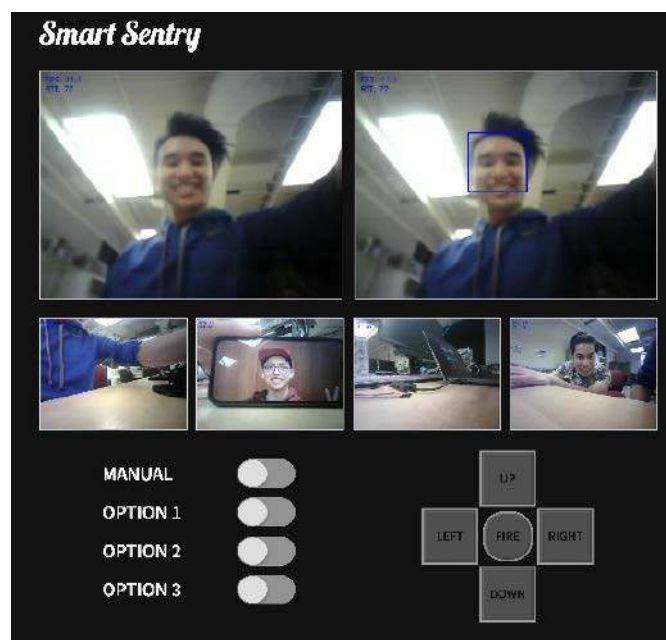 Smart Sentry
MANUAL
OPTION 1
OPTION 2
OPTION 3
UP
LEFT
FIRE
RIGHT
DOWN